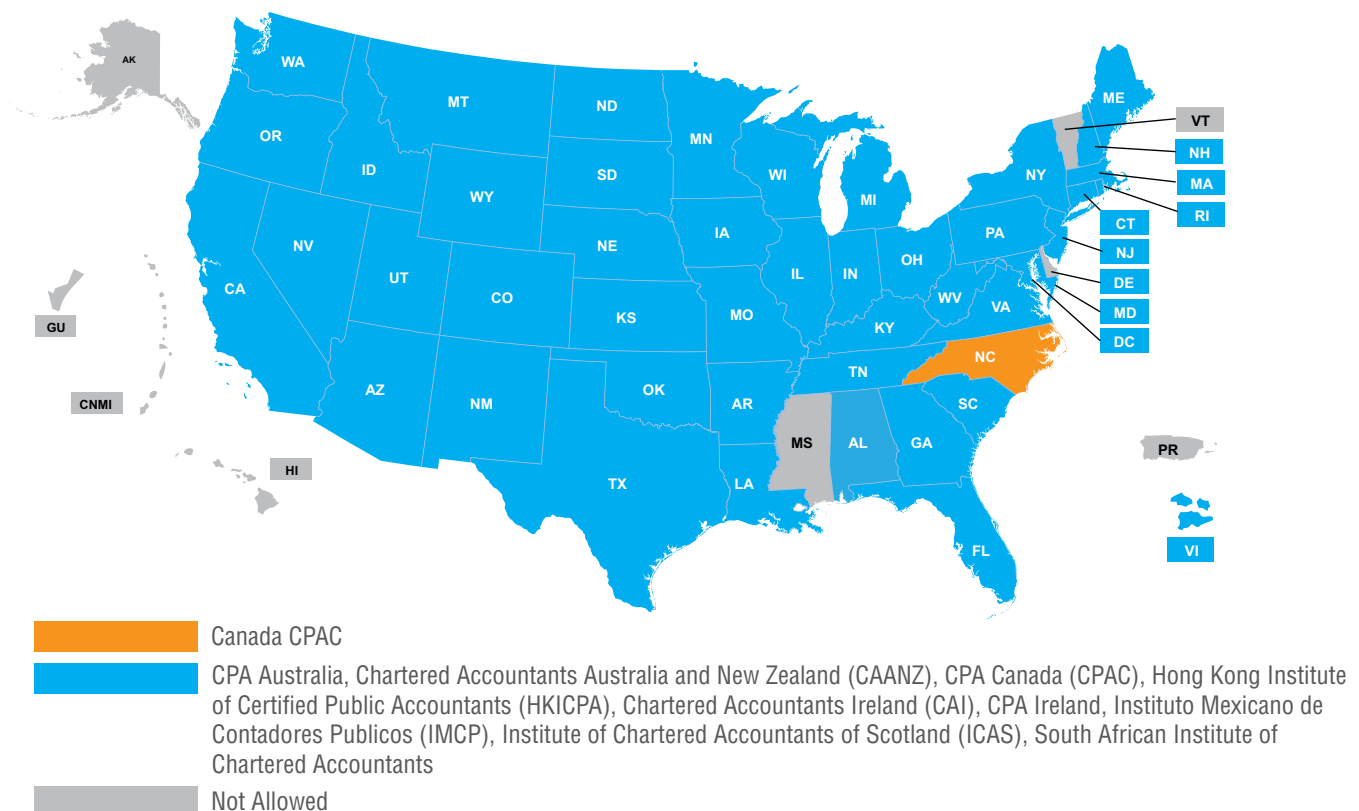 AK
WA
MT
ND
MN
ME
VT
OR
ID
SD
WI
NY
NH
WY
MI
MA
RI
IA
NE
PA
CT
NV
NJ
UT
CO
IL
IN
OH
DE
CA
WV
VA
MD
GU
KS
MO
KY
DC
NC
TN
CNMI
AZ
NM
OK
AR
SC
MS
AL
GA
PR
HI
TX
LA
FL
VI
Canada CPAC
CPA Australia, Chartered Accountants Australia and New Zealand (CAANZ), CPA Canada (CPAC), Hong Kong Institute
of Certified Public Accountants (HKICPA), Chartered Accountants Ireland (CAI), CPA Ireland, Instituto Mexicano de
Contadores Publicos (IMCP), Institute of Chartered Accountants of Scotland (ICAS), South African Institute of
Chartered Accountants
Not Allowed